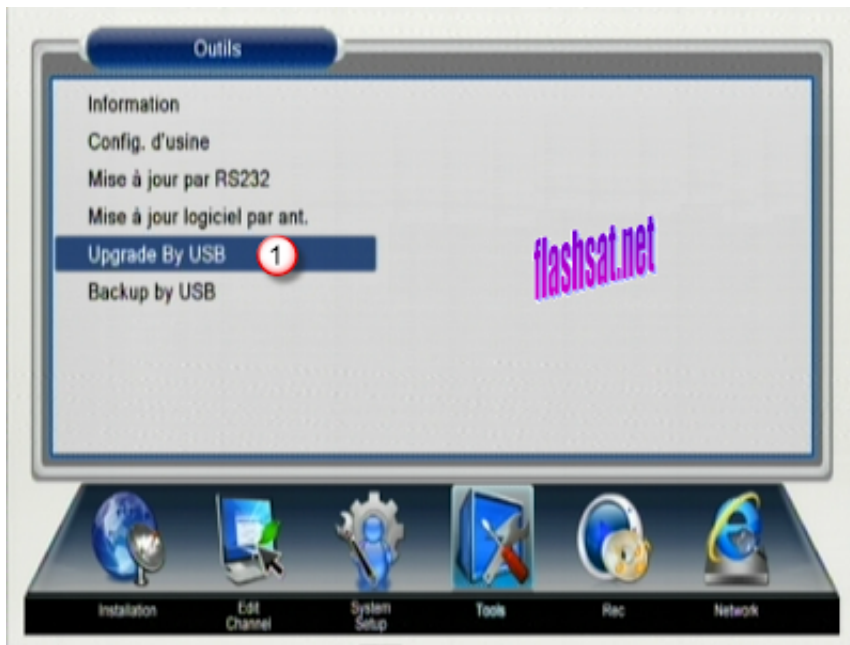 Outils
Information
Config. d'usine
Mise à jour par RS232
Mise à jour logiciel par ant.
Upgrade By USB 1
Backup by USB
flashsat.net
Installation
Edit
Channel
System
Setup
Tools
Rec
Network